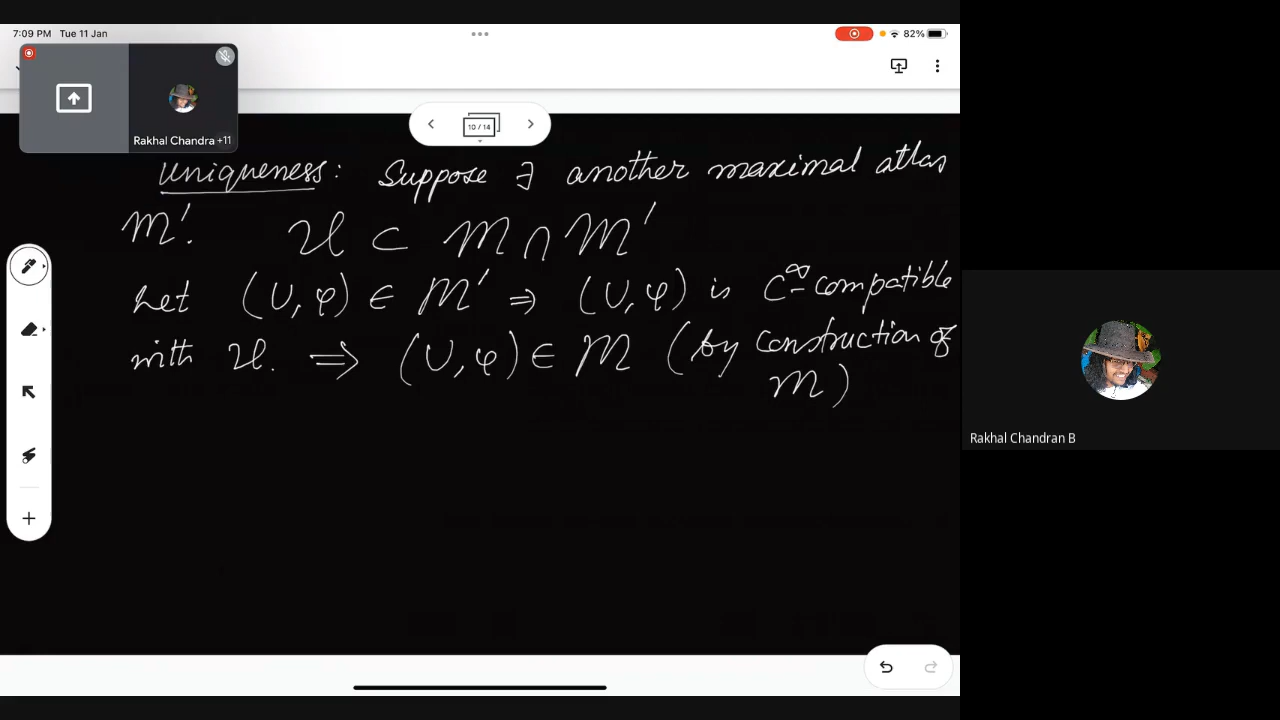 7:09 PM Tue 11 Jan
82%
Rakhal Chandra +11
10 / 14
Uniqueness: Suppose ∃ another maximal atlas
𝓜'. 𝓤 ⊂ 𝓜 ∩ 𝓜'
Let (U, φ) ∈ 𝓜' ⇒ (U, φ) is C^∞-compatible
with 𝓤. ⟹ (U, φ) ∈ 𝓜 (by construction of
𝓜)
Rakhal Chandran B